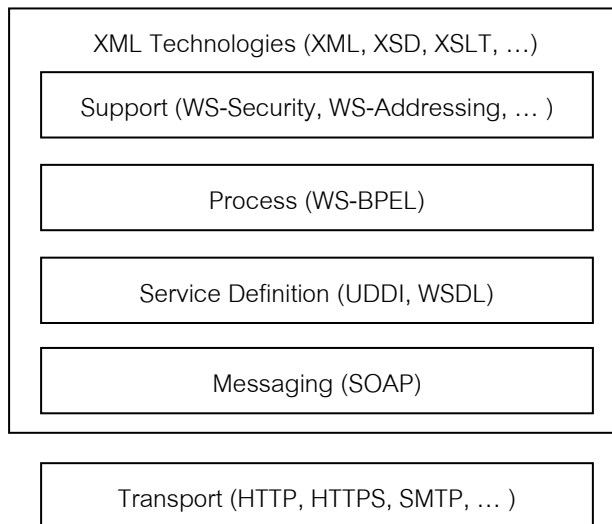 XML Technologies (XML, XSD, XSLT, …)
Support (WS-Security, WS-Addressing, … )
Process (WS-BPEL)
Service Definition (UDDI, WSDL)
Messaging (SOAP)
Transport (HTTP, HTTPS, SMTP, … )